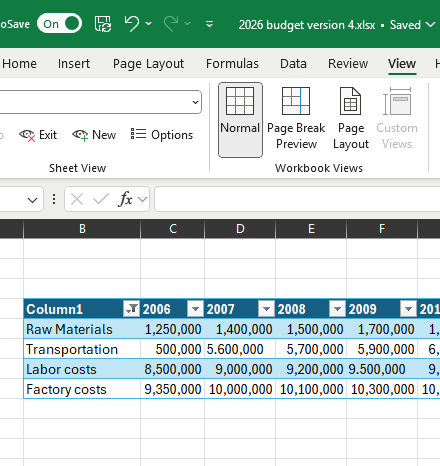 oSave On 2026 budget version 4.xlsx • Saved
Home Insert Page Layout Formulas Data Review View
Exit New Options
Normal Page Break Preview Page Layout Custom Views
Sheet View Workbook Views
fx
B C D E F
Column1 2006 2007 2008 2009 201
Raw Materials 1,250,000 1,400,000 1,500,000 1,700,000 1,
Transportation 500,000 5.600,000 5,700,000 5,900,000 6,
Labor costs 8,500,000 9,000,000 9,200,000 9.500,000 9,
Factory costs 9,350,000 10,000,000 10,100,000 10,300,000 10,